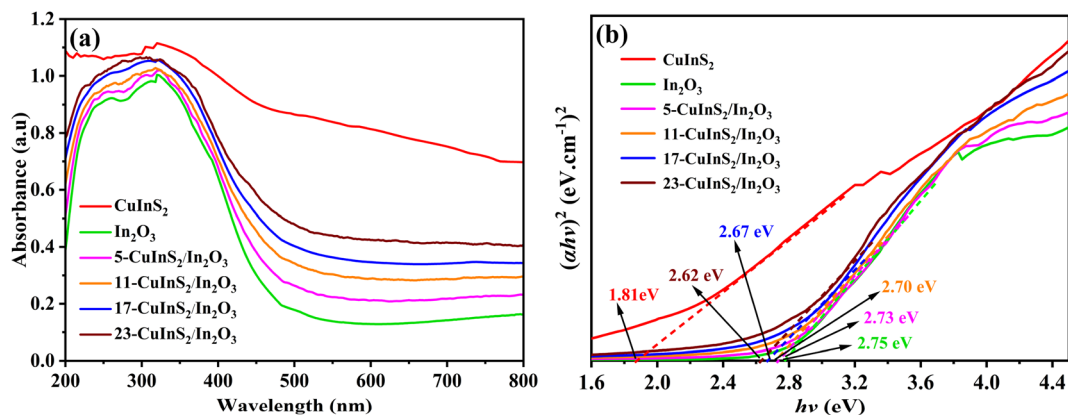 (a)
Absorbance (a.u)
1.2
1.0
0.8
0.6
0.4
0.2
0.0
CuInS₂
In₂O₃
5-CuInS₂/In₂O₃
11-CuInS₂/In₂O₃
17-CuInS₂/In₂O₃
23-CuInS₂/In₂O₃
200 300 400 500 600 700 800
Wavelength (nm)
(b)
(αhν)² (eV.cm⁻¹)²
CuInS₂
In₂O₃
5-CuInS₂/In₂O₃
11-CuInS₂/In₂O₃
17-CuInS₂/In₂O₃
23-CuInS₂/In₂O₃
2.67 eV
2.62 eV
1.81eV
2.70 eV
2.73 eV
2.75 eV
1.6 2.0 2.4 2.8 3.2 3.6 4.0 4.4
hν (eV)